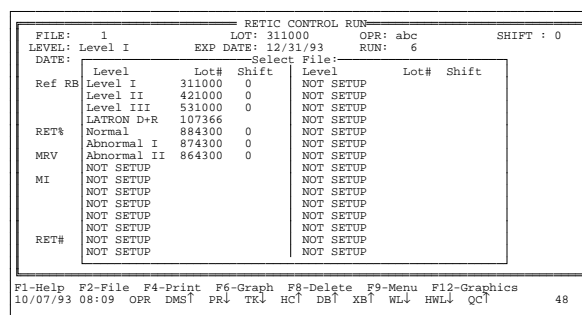 RETIC CONTROL RUN
FILE: 1 LOT: 311000 OPR: abc SHIFT : 0
LEVEL: Level I EXP DATE: 12/31/93 RUN: 6
DATE: Select File:
Level Lot# Shift Level Lot# Shift
Ref RB Level I 311000 0 NOT SETUP
Level II 421000 0 NOT SETUP
Level III 531000 0 NOT SETUP
LATRON D+R 107366 NOT SETUP
RET% Normal 884300 0 NOT SETUP
Abnormal I 874300 0 NOT SETUP
MRV Abnormal II 864300 0 NOT SETUP
NOT SETUP NOT SETUP
MI NOT SETUP NOT SETUP
NOT SETUP NOT SETUP
NOT SETUP NOT SETUP
NOT SETUP NOT SETUP
RET# NOT SETUP NOT SETUP
NOT SETUP NOT SETUP
F1-Help F2-File F4-Print F6-Graph F8-Delete F9-Menu F12-Graphics
10/07/93 08:09 OPR DMS↑ PR↓ TK↓ HC↑ DB↑ XB↑ WL↓ HWL↓ QC↑ 48